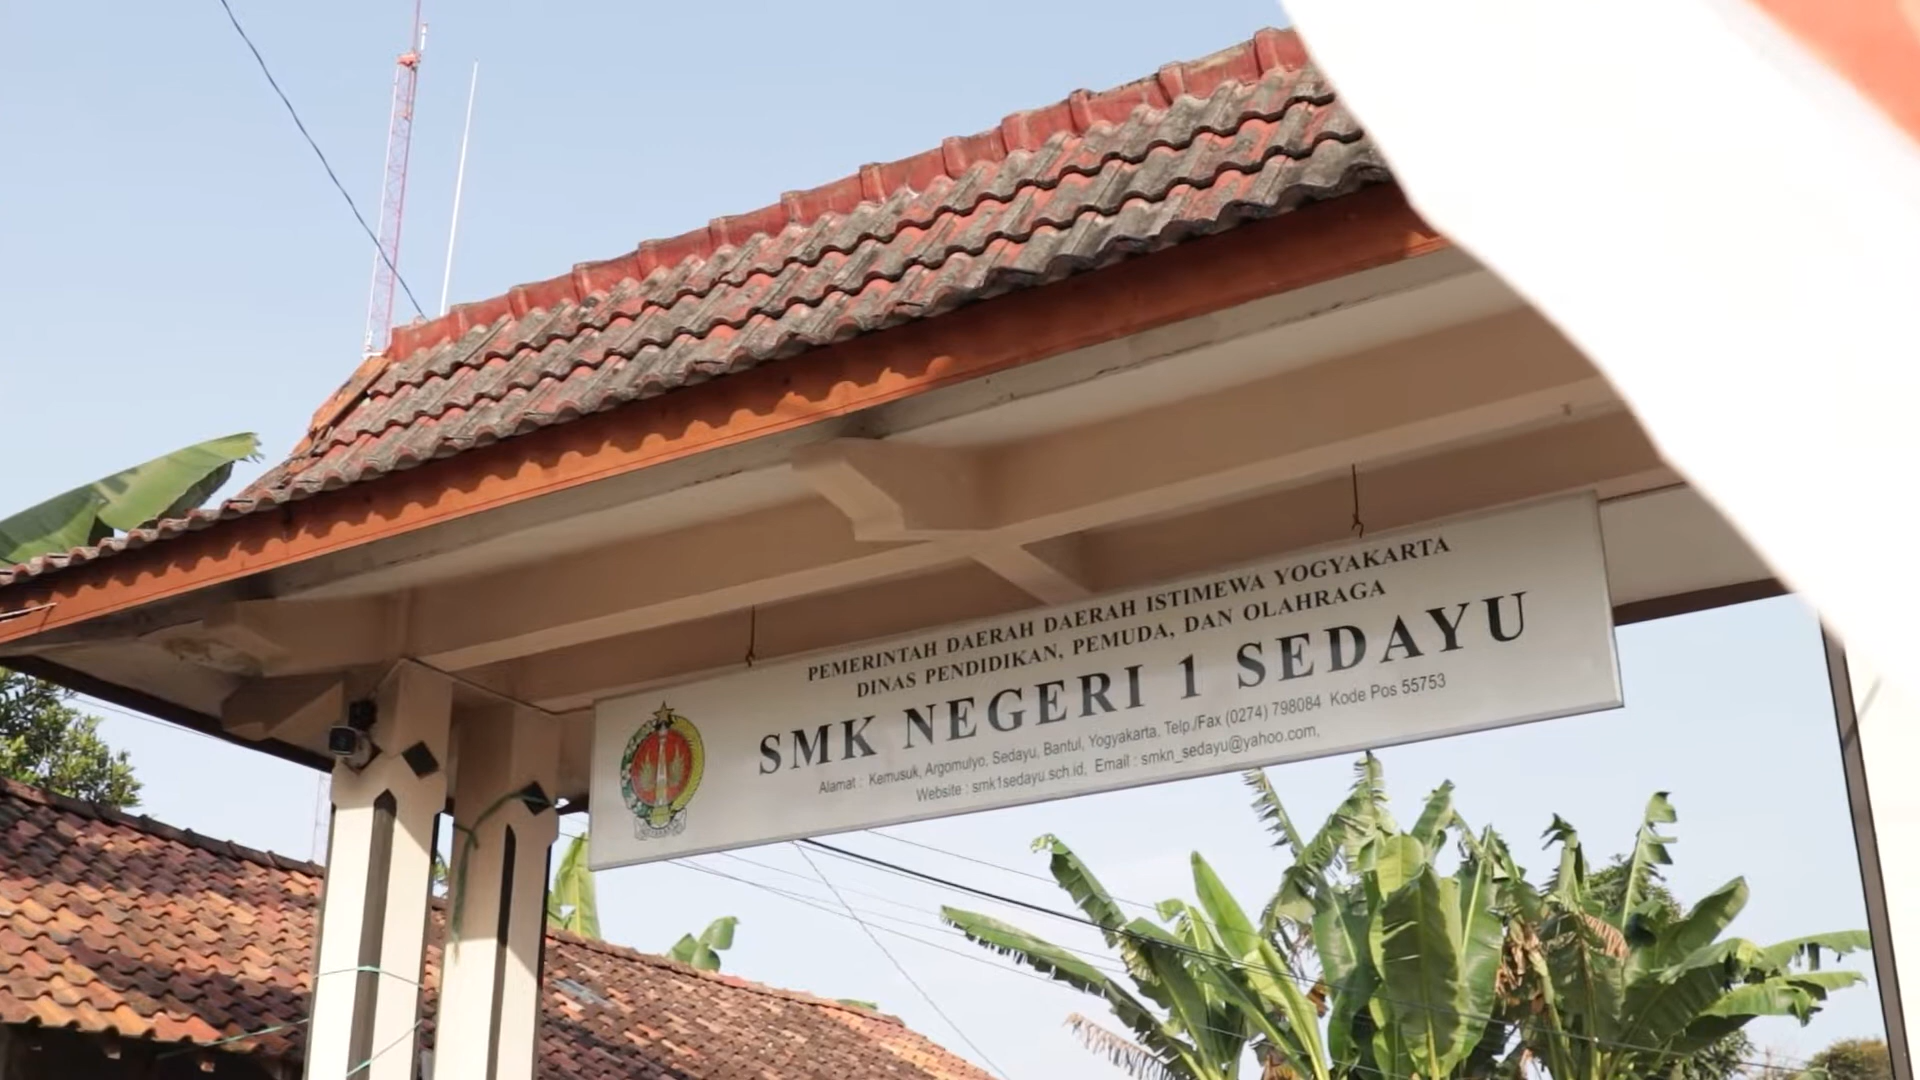 PEMERINTAH DAERAH DAERAH ISTIMEWA YOGYAKARTA
DINAS PENDIDIKAN, PEMUDA, DAN OLAHRAGA
SMK NEGERI 1 SEDAYU
Alamat : Kemusuk, Argomulyo, Sedayu, Bantul, Yogyakarta, Telp./Fax (0274) 798084 Kode Pos 55753
Website : smk1sedayu.sch.id, Email : smkn_sedayu@yahoo.com,